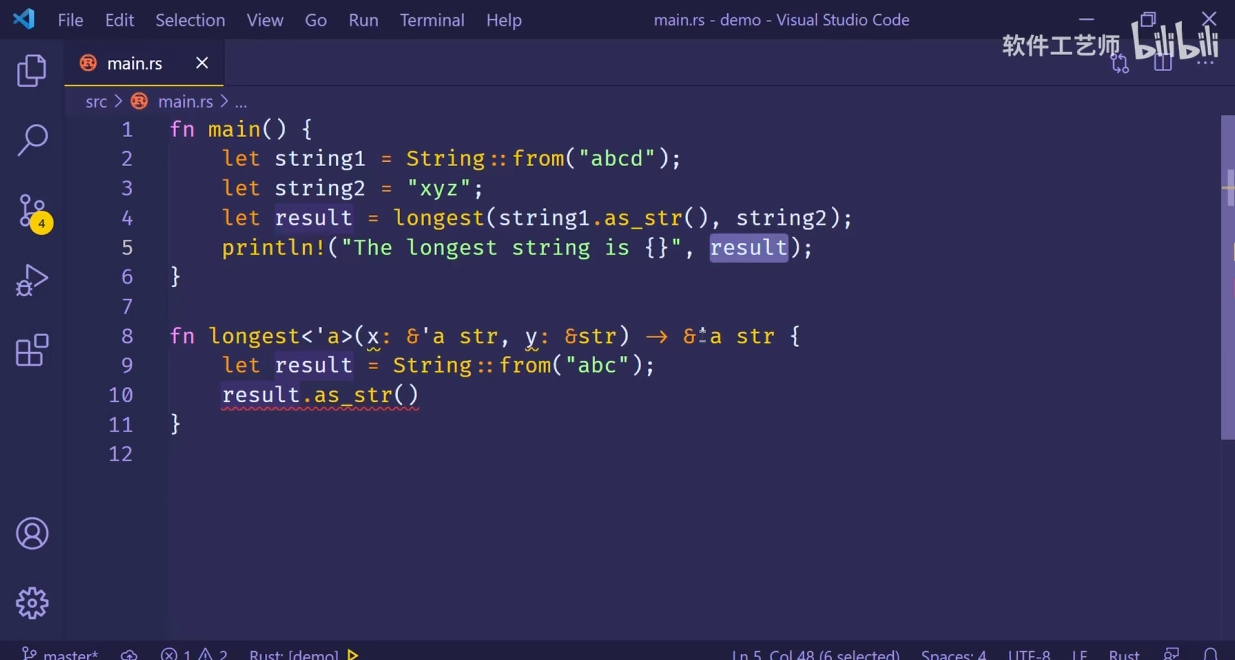 File Edit Selection View Go Run Terminal Help main.rs - demo - Visual Studio Code
软件工艺师 bilibili
main.rs
src > main.rs > ...
1 fn main() {
2 let string1 = String::from("abcd");
3 let string2 = "xyz";
4 let result = longest(string1.as_str(), string2);
5 println!("The longest string is {}", result);
6 }
7
8 fn longest<'a>(x: &'a str, y: &str) -> &'a str {
9 let result = String::from("abc");
10 result.as_str()
11 }
12
4
master* 1 2 Rust: [demo] Ln 5, Col 48 (6 selected) Spaces: 4 UTF-8 LF Rust